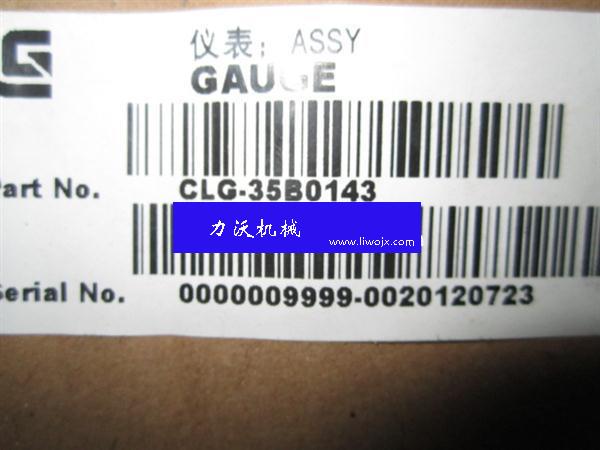 仪表；ASSY
GAUGE
Part No. CLG-35B0143
力沃机械
www.liwojx.com
Serial No. 0000009999-0020120723